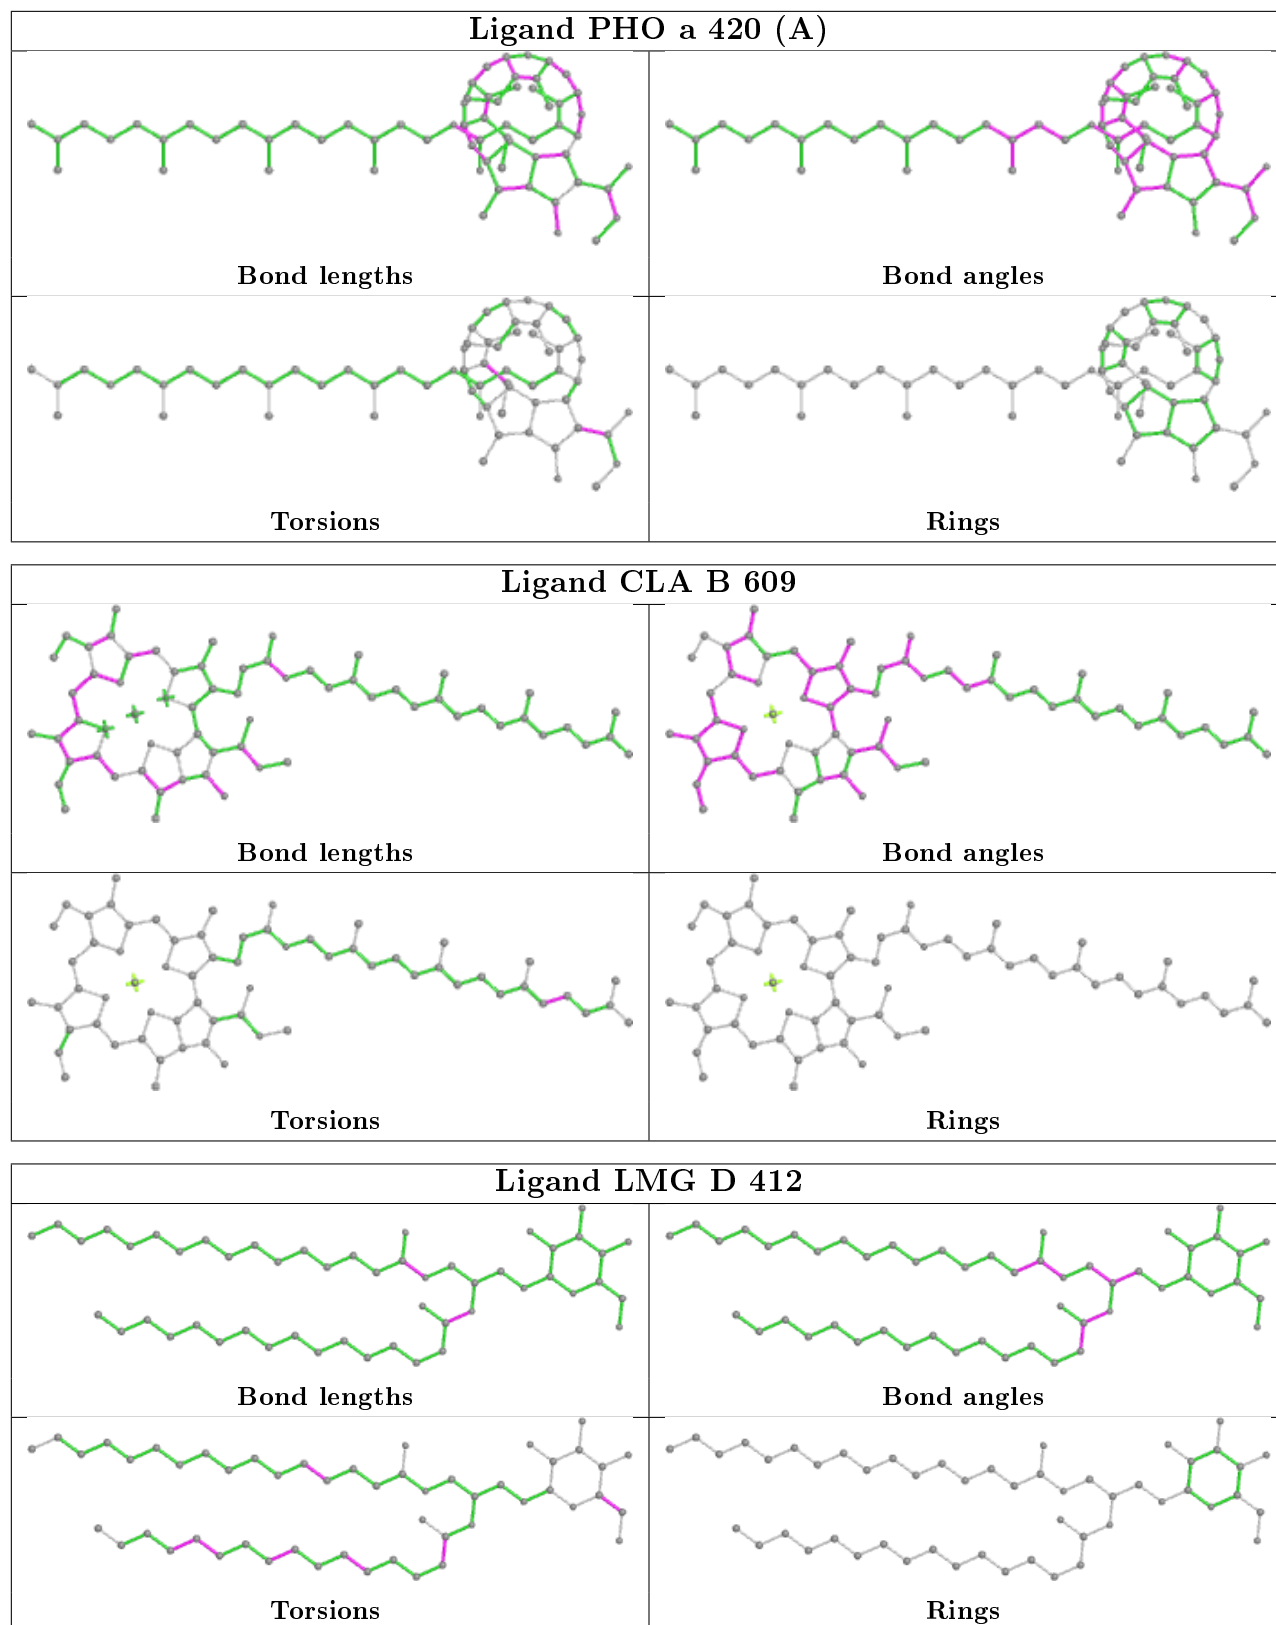 Ligand PHO a 420 (A)
Bond lengths
Bond angles
Torsions
Rings
Ligand CLA B 609
Bond lengths
Bond angles
Torsions
Rings
Ligand LMG D 412
Bond lengths
Bond angles
Torsions
Rings